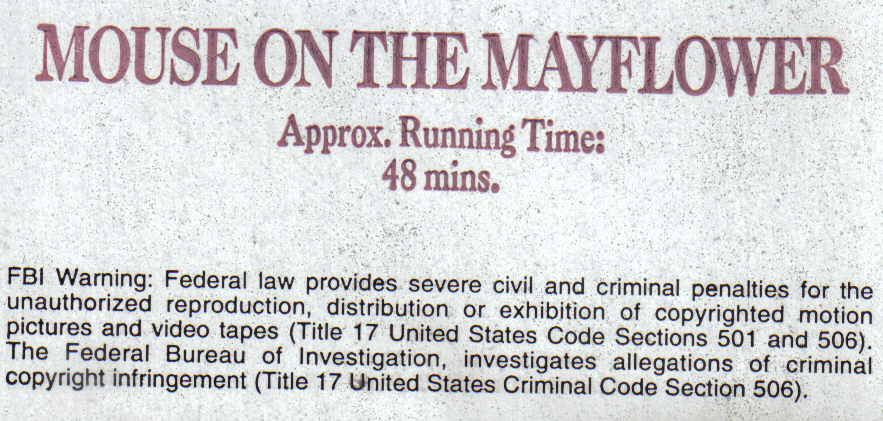 MOUSE ON THE MAYFLOWER
Approx. Running Time:
48 mins.
FBI Warning: Federal law provides severe civil and criminal penalties for the
unauthorized reproduction, distribution or exhibition of copyrighted motion
pictures and video tapes (Title 17 United States Code Sections 501 and 506).
The Federal Bureau of Investigation, investigates allegations of criminal
copyright infringement (Title 17 United States Criminal Code Section 506).